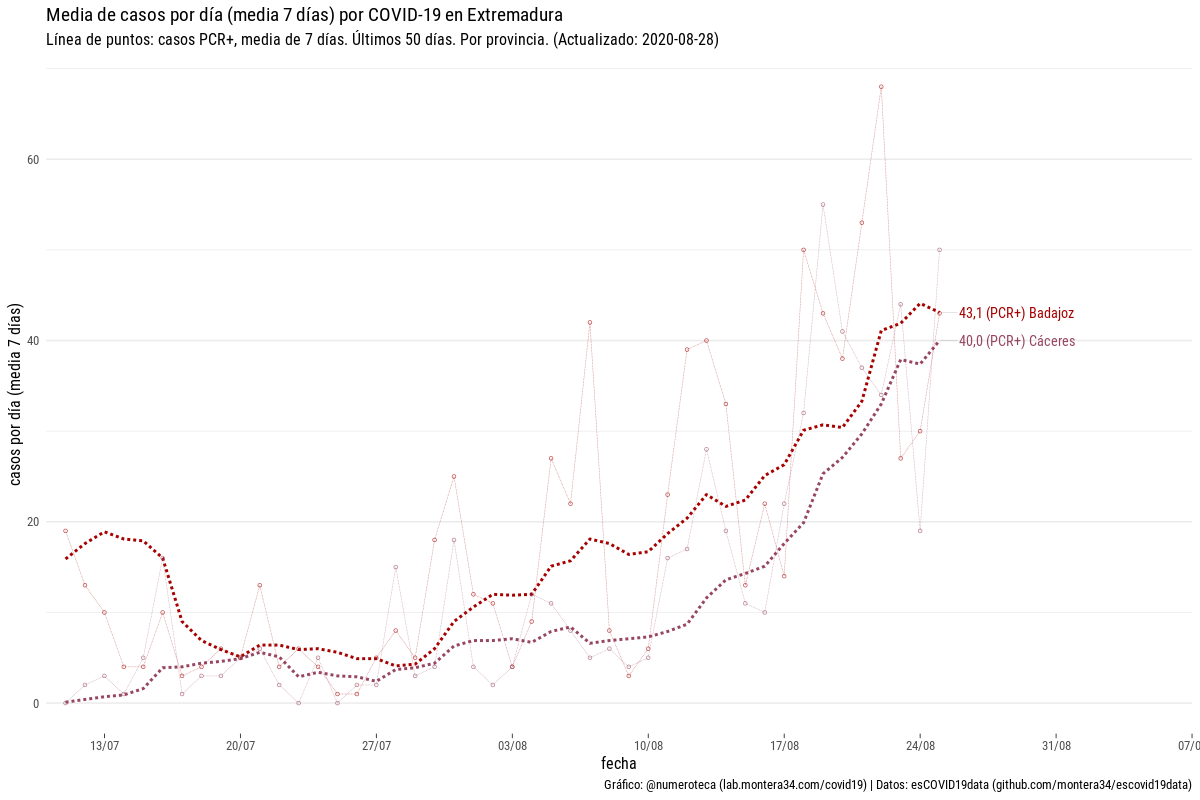 Media de casos por día (media 7 días) por COVID-19 en Extremadura
Línea de puntos: casos PCR+, media de 7 días. Últimos 50 días. Por provincia. (Actualizado: 2020-08-28)
casos por día (media 7 días)
60
40
20
0
43,1 (PCR+) Badajoz
40,0 (PCR+) Cáceres
13/07
20/07
27/07
03/08
10/08
17/08
24/08
31/08
07/0
fecha
Gráfico: @numeroteca (lab.montera34.com/covid19) | Datos: esCOVID19data (github.com/montera34/escovid19data)